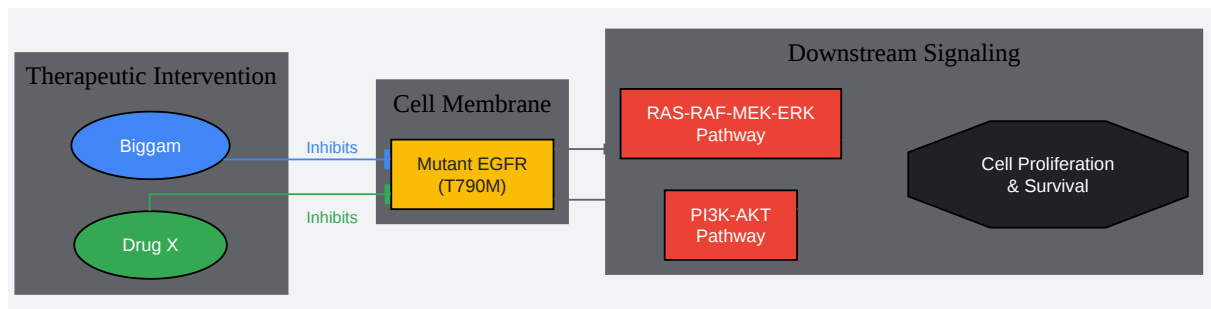 Therapeutic Intervention
Biggam
Drug X
Inhibits
Inhibits
Cell Membrane
Mutant EGFR
(T790M)
Downstream Signaling
RAS-RAF-MEK-ERK
Pathway
PI3K-AKT
Pathway
Cell Proliferation
& Survival